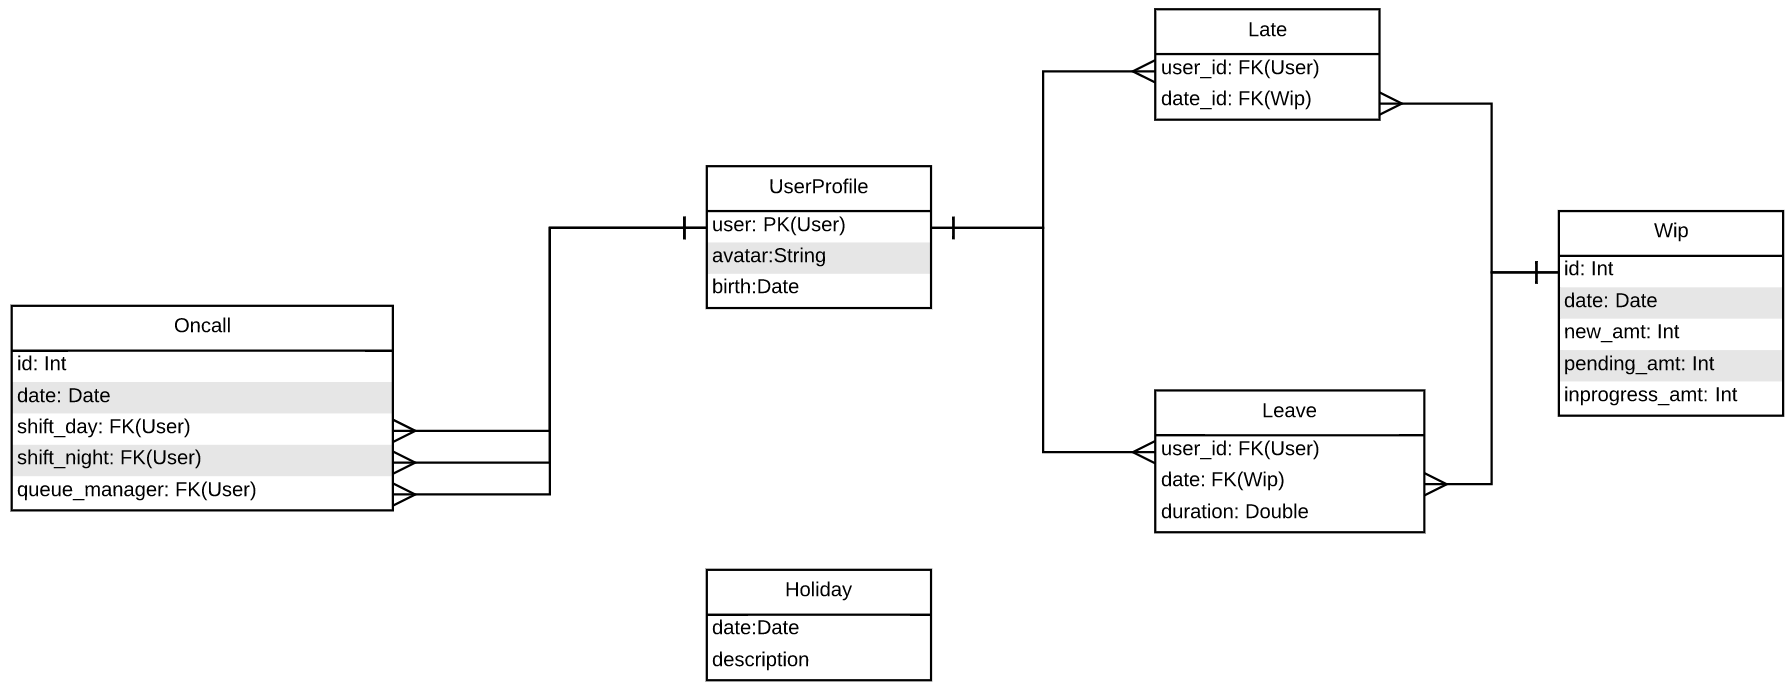 Late
user_id: FK(User)
date_id: FK(Wip)
UserProfile
user: PK(User)
avatar:String
birth:Date
Wip
id: Int
date: Date
new_amt: Int
pending_amt: Int
inprogress_amt: Int
Oncall
id: Int
date: Date
shift_day: FK(User)
shift_night: FK(User)
queue_manager: FK(User)
Leave
user_id: FK(User)
date: FK(Wip)
duration: Double
Holiday
date:Date
description